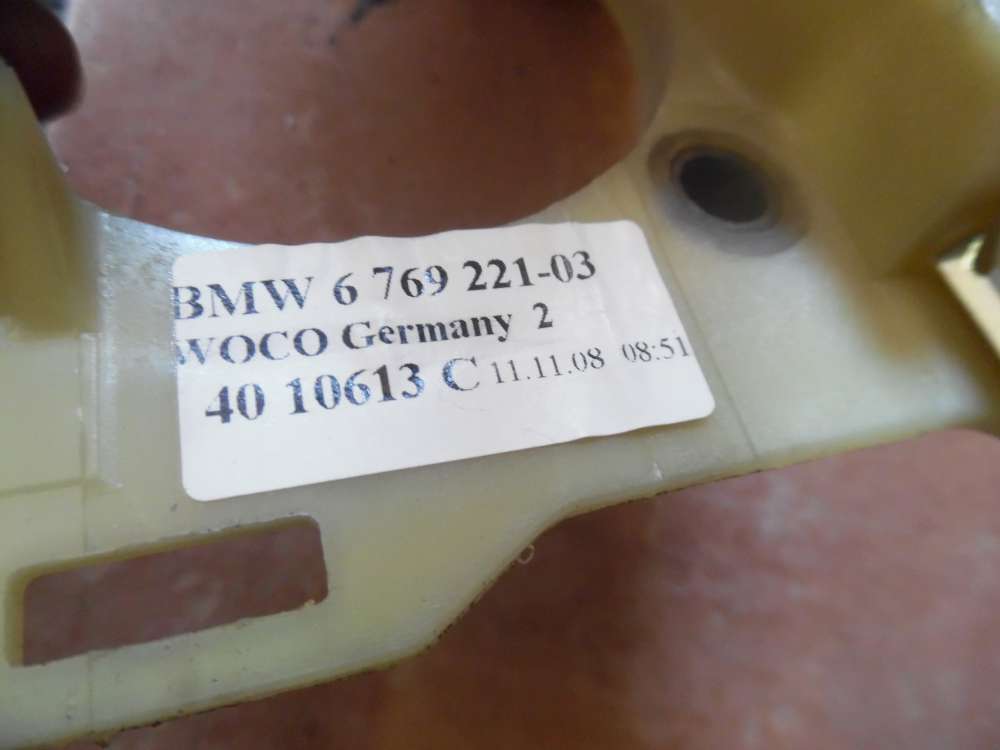 BMW 6 769 221-03
WOCO Germany 2
40 10613 C 11.11.08 08:51